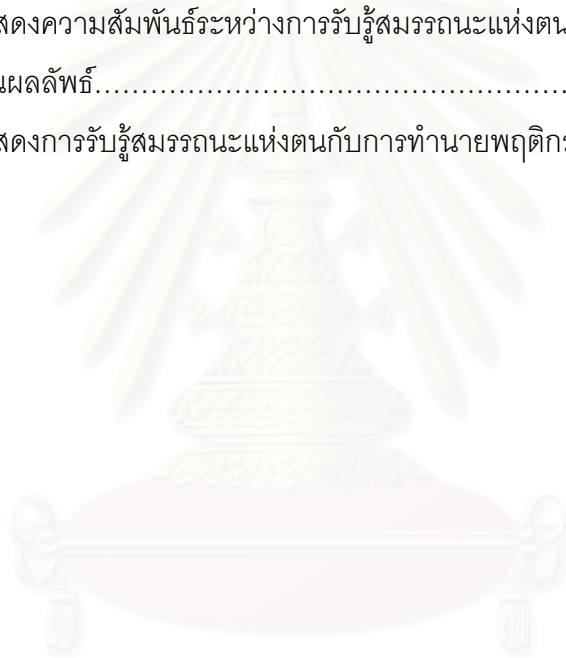 สดงความสัมพันธ์ระหว่างการรับรู้สมรรถนะแห่งตน
นผลลัพธ์......................................................
สดงการรับรู้สมรรถนะแห่งตนกับการทำนายพฤติกร